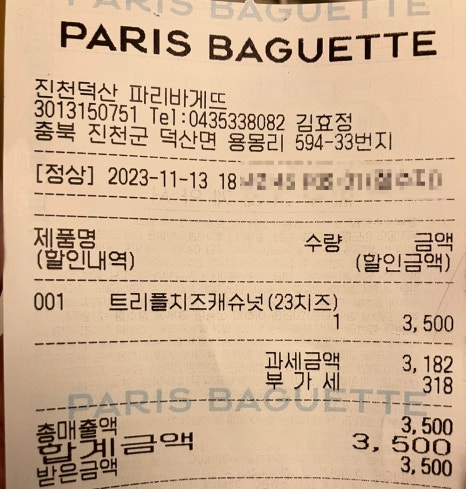 PARIS BAGUETTE
진천덕산 파리바게뜨
3013150751 Tel:0435338082 김효정
충북 진천군 덕산면 용몽리 594-33번지
[정상] 2023-11-13 18
제품명 수량 금액
(할인내역) (할인금액)
001 트리플치즈캐슈넛(23치즈)
1 3,500
과세금액 3,182
부 가 세 318
PARIS BAGUETTE
총매출액 3,500
합계금액 3,500
받은금액 3,500